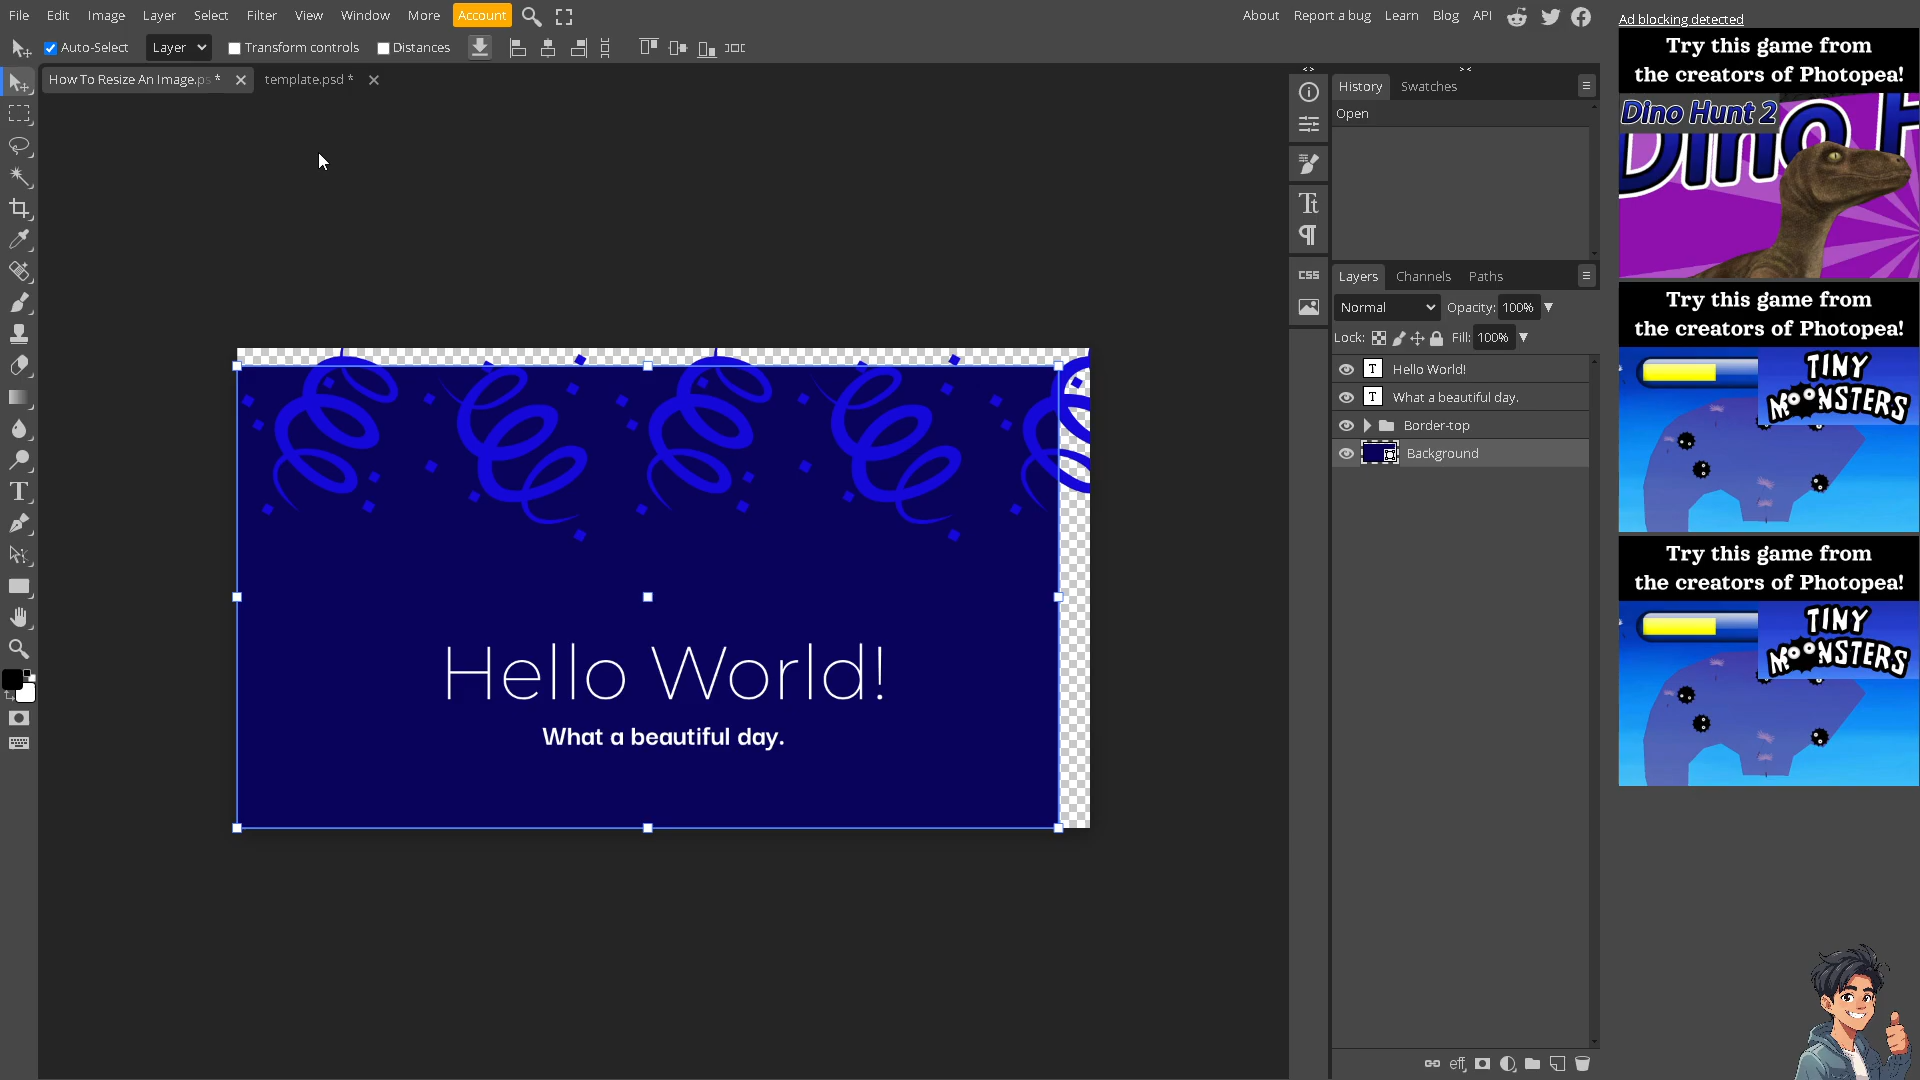 File Edit Image Layer Select Filter View Window More Account
About Report a bug Learn Blog API
Ad blocking detected
Auto-Select Layer Transform controls Distances
How To Resize An Image.ps *
template.psd *
History Swatches
Open
Tt
CSS
Layers Channels Paths
Normal Opacity: 100%
Lock: Fill: 100%
T Hello World!
T What a beautiful day.
Border-top
Background
eff
T
Hello World!
What a beautiful day.
Try this game from
the creators of Photopea!
Dino Hunt 2
Try this game from
the creators of Photopea!
TINY
MOONSTERS
Try this game from
the creators of Photopea!
TINY
MOONSTERS